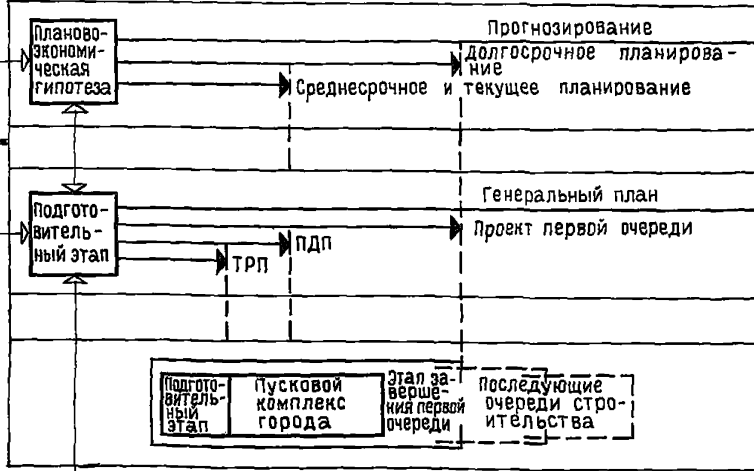 Планово-
экономи-
ческая
гипотеза
Прогнозирование
Долгосрочное планирова-
ние
Среднесрочное и текущее планирование
Подгото-
витель-
ный этап
Генеральный план
Проект первой очереди
ПДП
ТРП
Подгото-
витель-
ный
этап
Пусковой
комплекс
города
Этап за-
верше-
ния первой
очереди
Последующие
очереди стро-
ительства